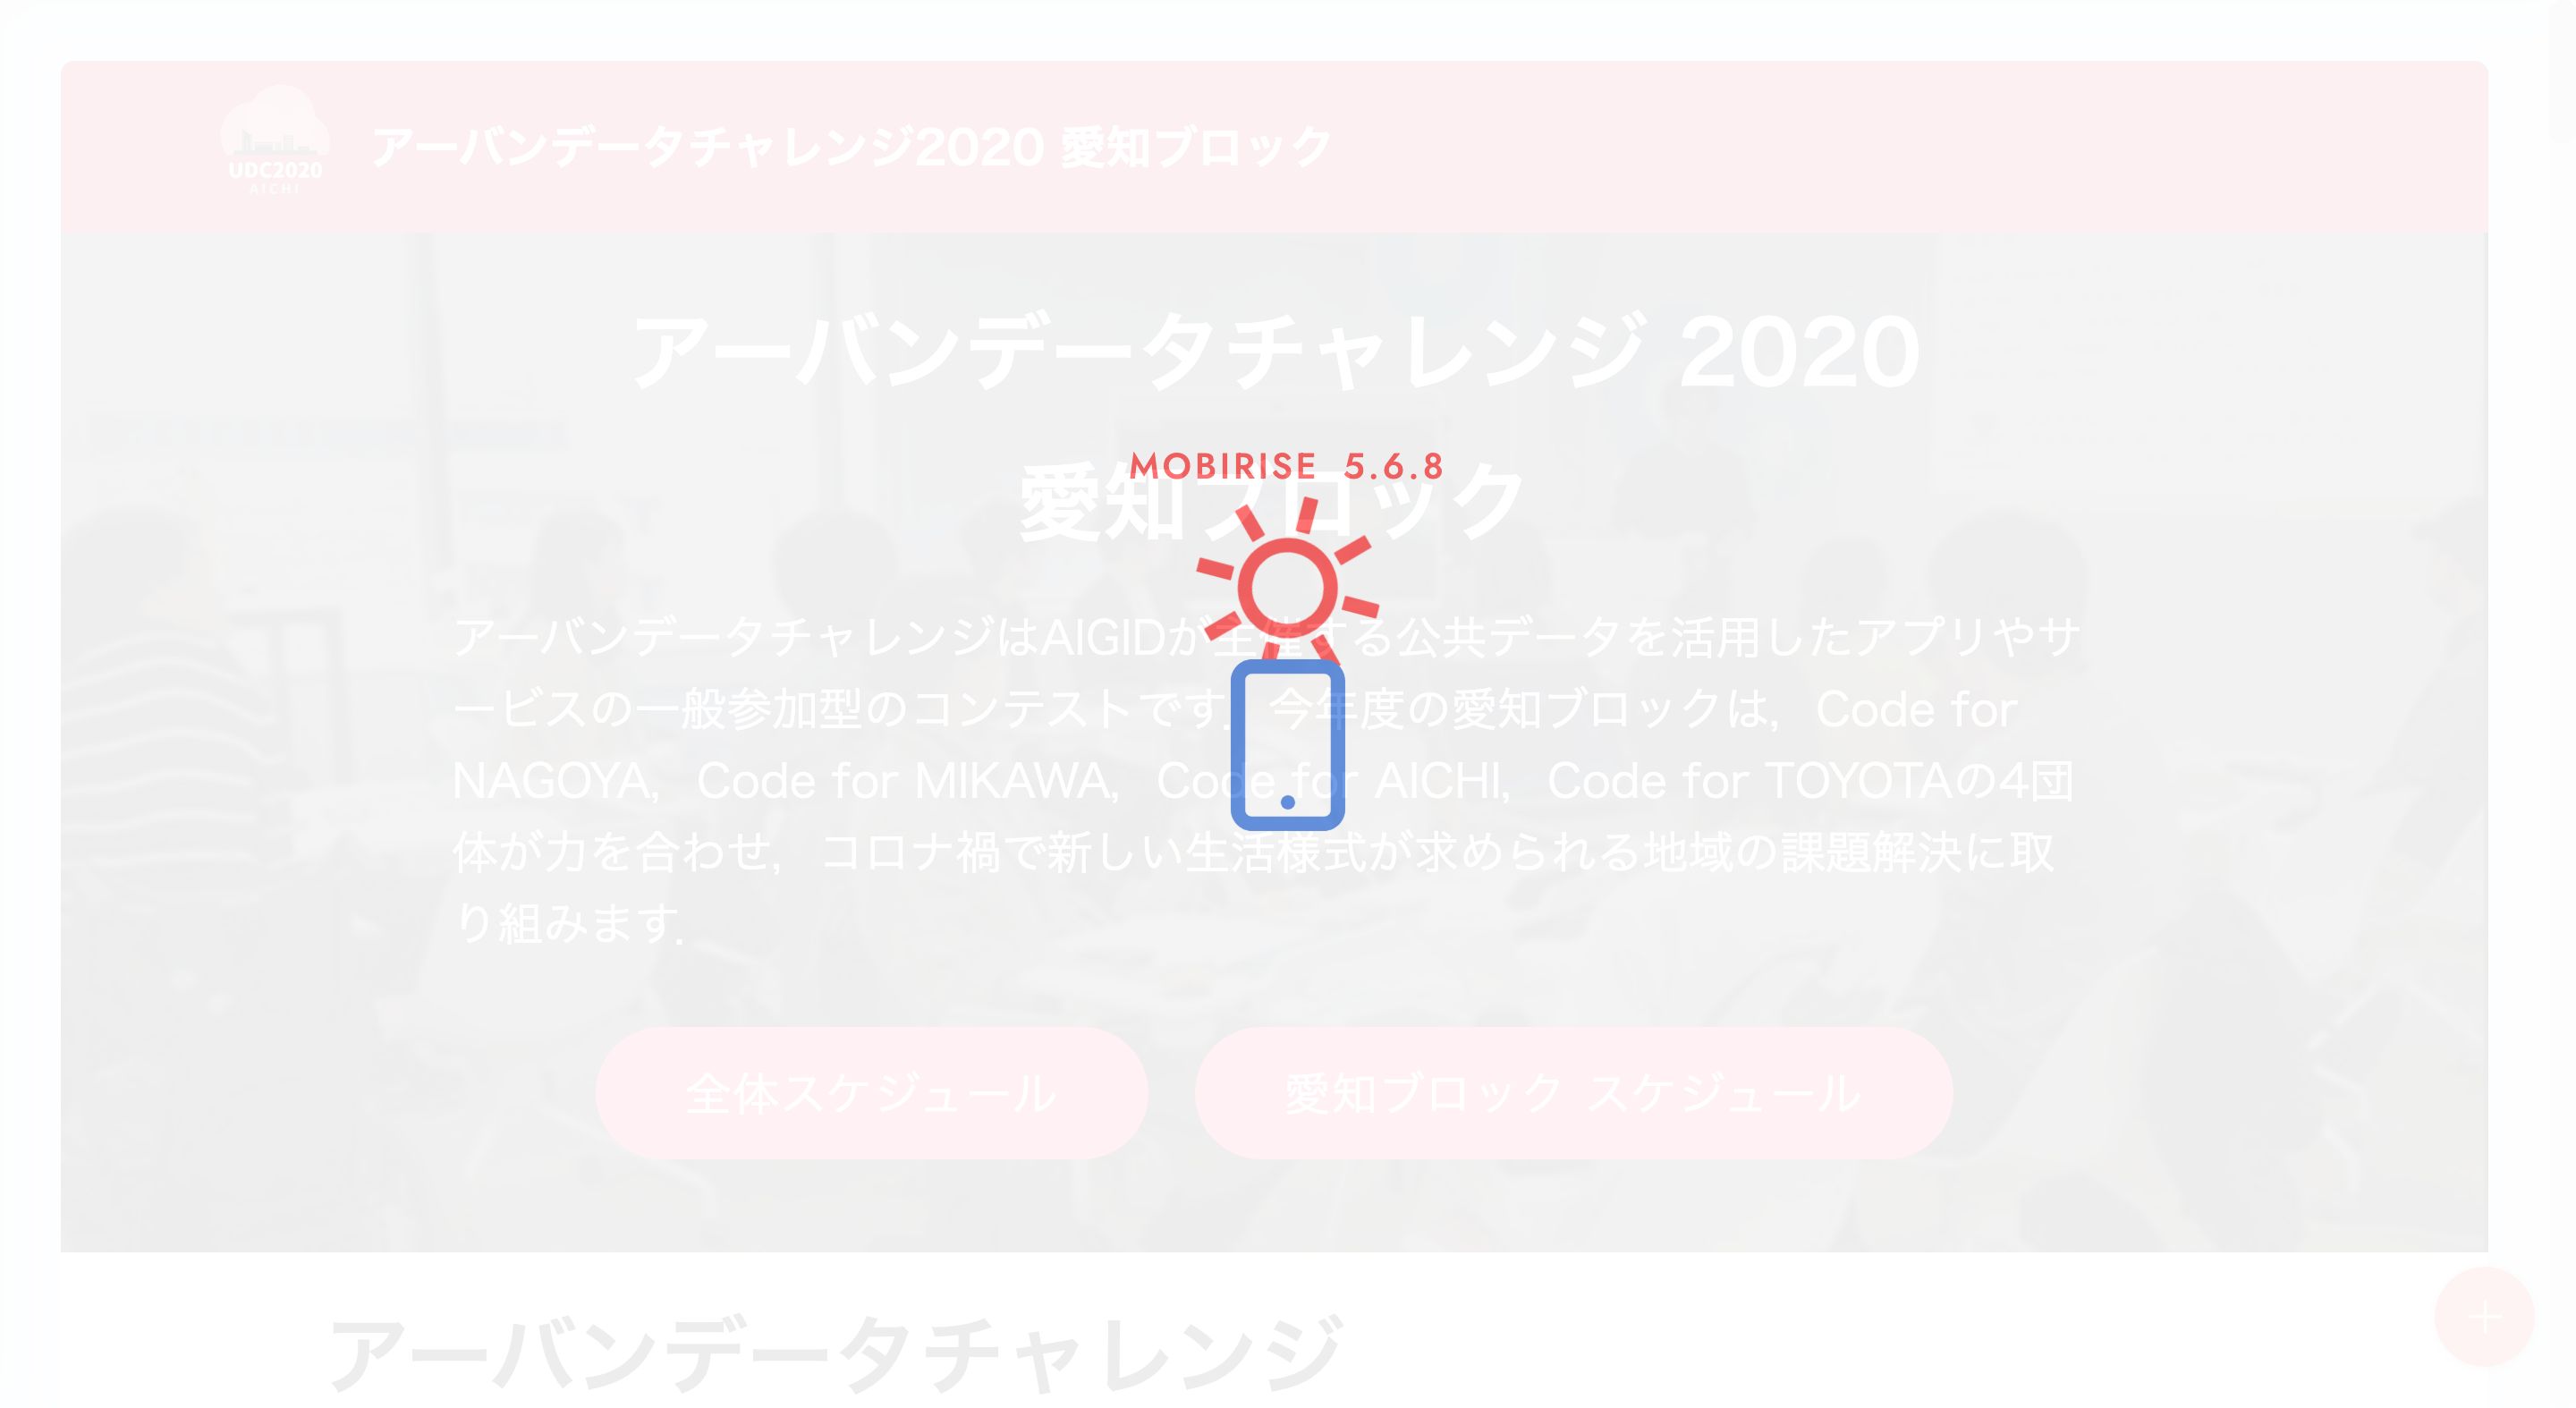 UDC2020
AICHI
アーバンデータチャレンジ2020 愛知ブロック
アーバンデータチャレンジ 2020
MOBIRISE 5.6.8
愛知ブロック
アーバンデータチャレンジはAIGIDが主催する公共データを活用したアプリやサ
ービスの一般参加型のコンテストです．今年度の愛知ブロックは，Code for
NAGOYA，Code for MIKAWA，Code for AICHI，Code for TOYOTAの4団
体が力を合わせ，コロナ禍で新しい生活様式が求められる地域の課題解決に取
り組みます．
全体スケジュール
愛知ブロック スケジュール
アーバンデータチャレンジ